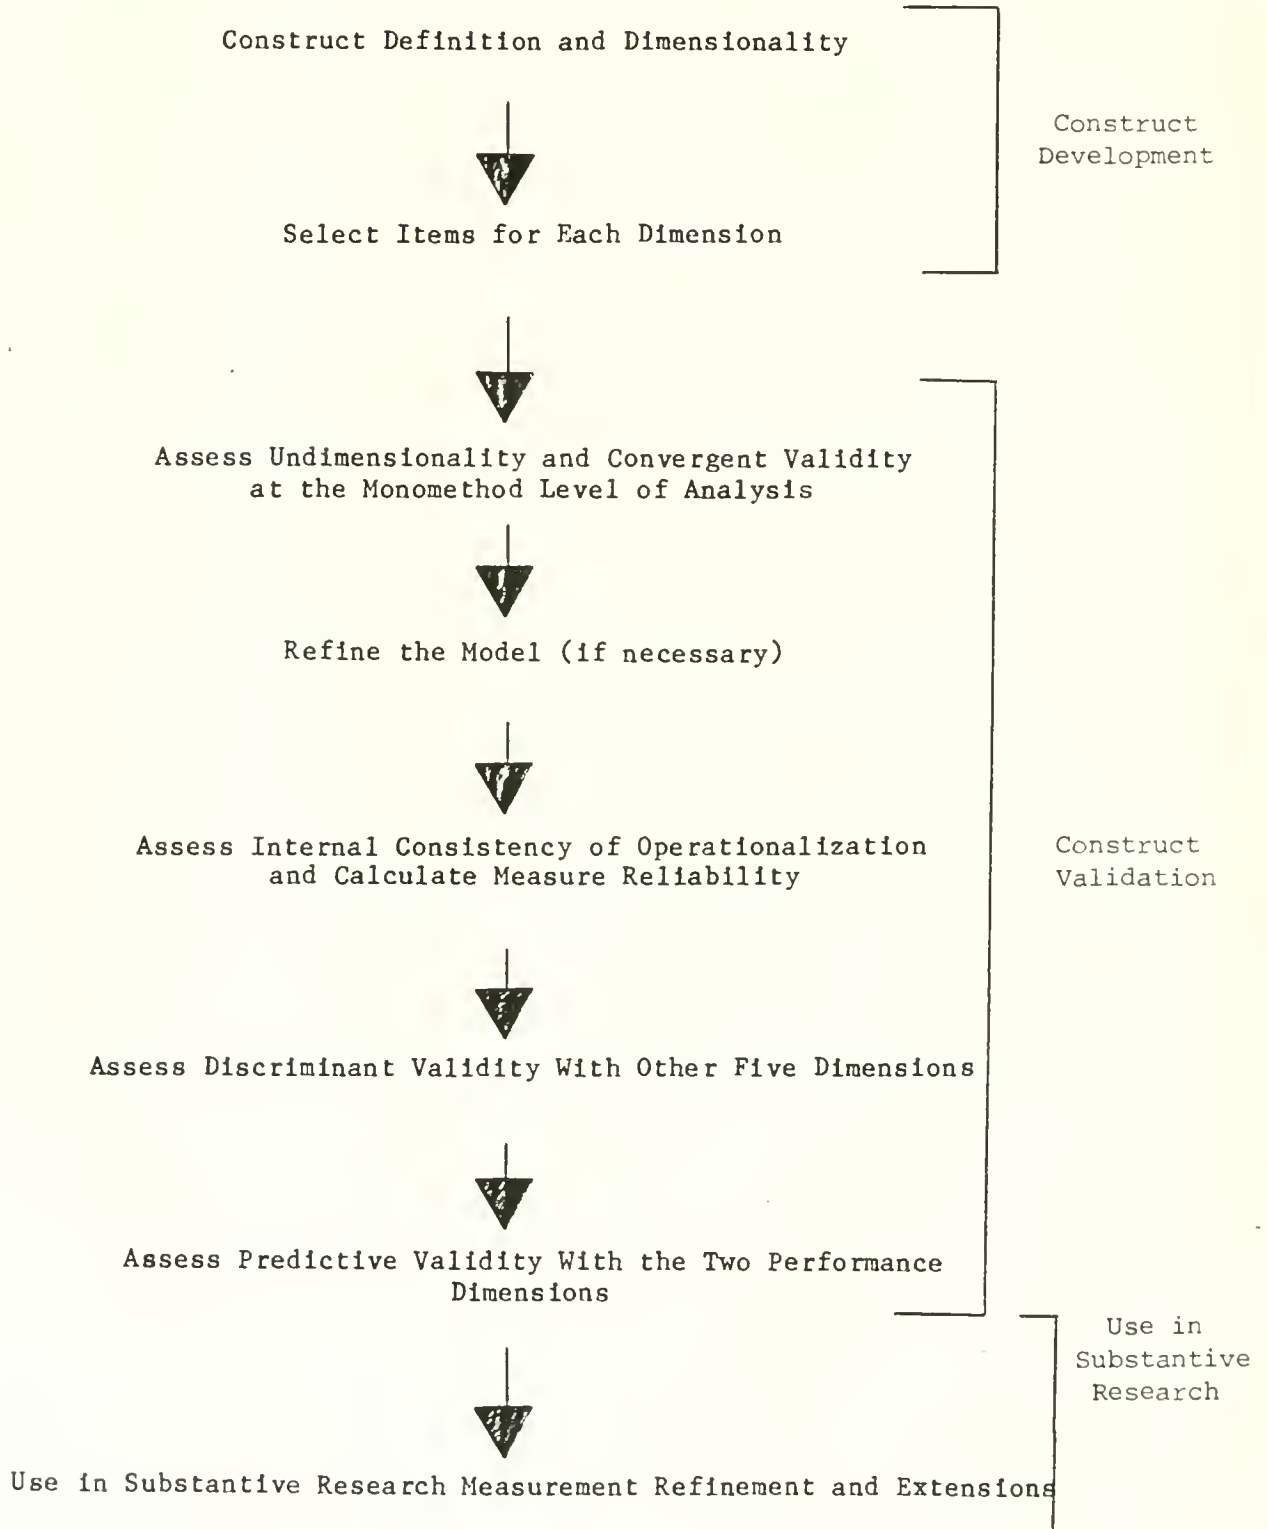 Construct Definition and Dimensionality
Construct
Development
Select Items for Each Dimension
Assess Undimensionality and Convergent Validity
at the Monomethod Level of Analysis
Refine the Model (if necessary)
Assess Internal Consistency of Operationalization
and Calculate Measure Reliability
Construct
Validation
Assess Discriminant Validity With Other Five Dimensions
Assess Predictive Validity With the Two Performance
Dimensions
Use in
Substantive
Research
Use in Substantive Research Measurement Refinement and Extensions